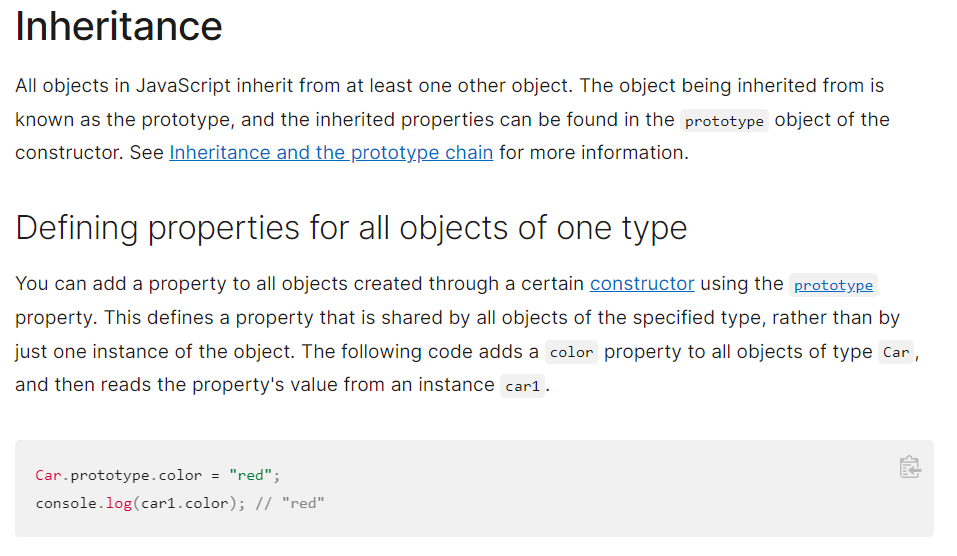 Inheritance
All objects in JavaScript inherit from at least one other object. The object being inherited from is
known as the prototype, and the inherited properties can be found in the prototype object of the
constructor. See Inheritance and the prototype chain for more information.
Defining properties for all objects of one type
You can add a property to all objects created through a certain constructor using the prototype
property. This defines a property that is shared by all objects of the specified type, rather than by
just one instance of the object. The following code adds a color property to all objects of type Car,
and then reads the property's value from an instance car1.
Car.prototype.color = "red";
console.log(car1.color); // "red"